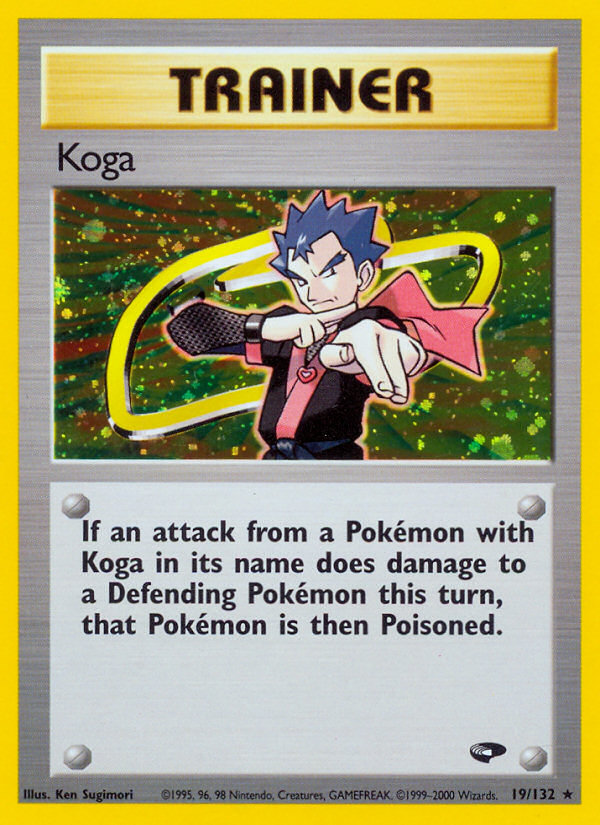 TRAINER
Koga
If an attack from a Pokémon with
Koga in its name does damage to
a Defending Pokémon this turn,
that Pokémon is then Poisoned.
Illus. Ken Sugimori ©1995, 96, 98 Nintendo, Creatures, GAMEFREAK. ©1999–2000 Wizards. 19/132 ★